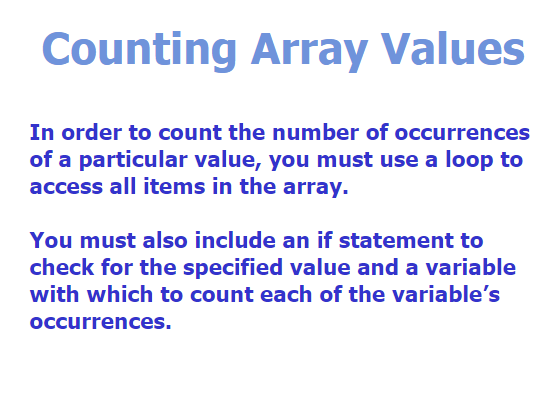 Counting Array Values
In order to count the number of occurrences
of a particular value, you must use a loop to
access all items in the array.
You must also include an if statement to
check for the specified value and a variable
with which to count each of the variable’s
occurrences.